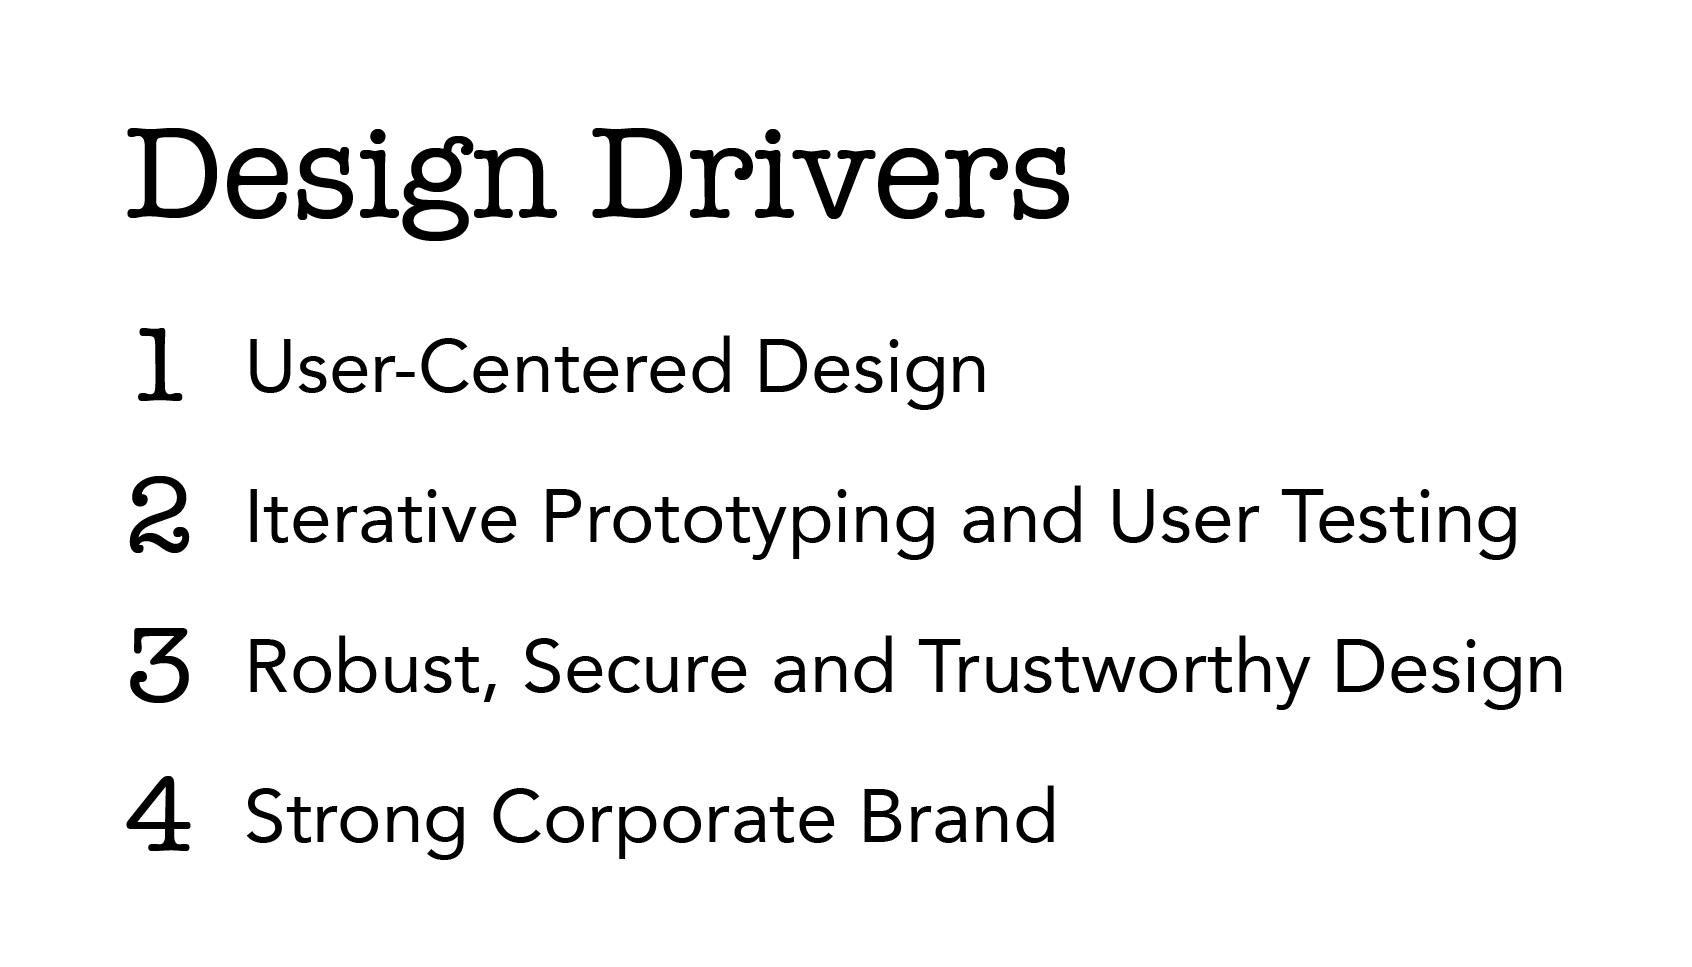 Design Drivers
1 User-Centered Design
2 Iterative Prototyping and User Testing
3 Robust, Secure and Trustworthy Design
4 Strong Corporate Brand